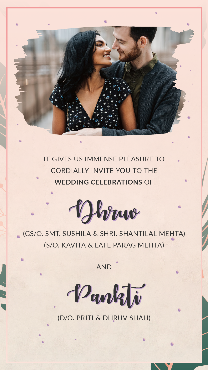 IT GIVES US IMMENSE PLEASURE TO
CORDIALLY INVITE YOU TO THE
WEDDING CELEBRATIONS OF
Dhruv
(GS/O. SMT. SUSHILA & SHRI. SHANTILAL MEHTA)
(S/O. KAVITA & LATE PARAG MEHTA)
AND
Pankti
(D/O. PRITI & DHRUV SHAH)